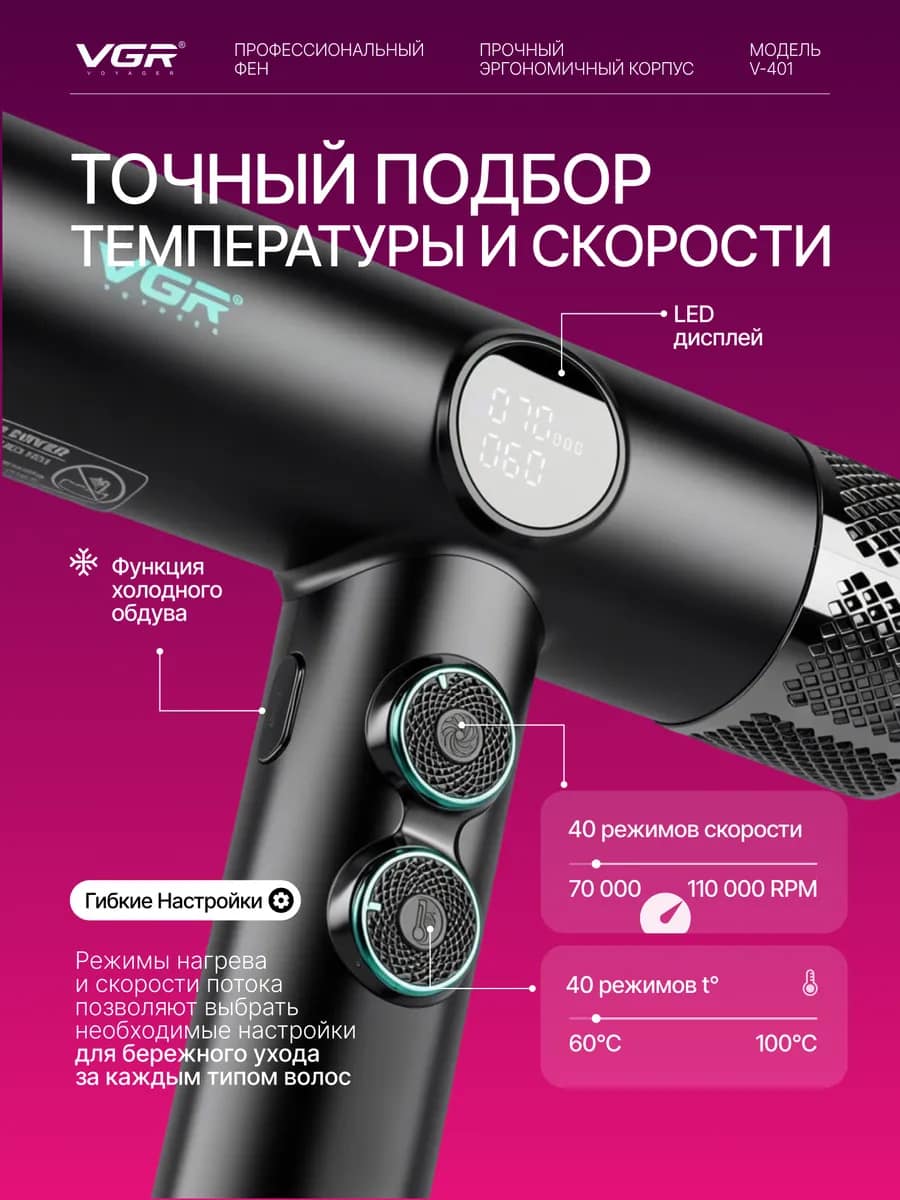 VGR®
VOYAGER
ПРОФЕССИОНАЛЬНЫЙ
ФЕН
ПРОЧНЫЙ
ЭРГОНОМИЧНЫЙ КОРПУС
МОДЕЛЬ
V-401
ТОЧНЫЙ ПОДБОР
ТЕМПЕРАТУРЫ И СКОРОСТИ
VGR®
VOYAGER
LED
дисплей
070000
060
Функция
холодного
обдува
40 режимов скорости
70 000 110 000 RPM
Гибкие Настройки
Режимы нагрева
и скорости потока
позволяют выбрать
необходимые настройки
для бережного ухода
за каждым типом волос
40 режимов t°
60°C 100°C